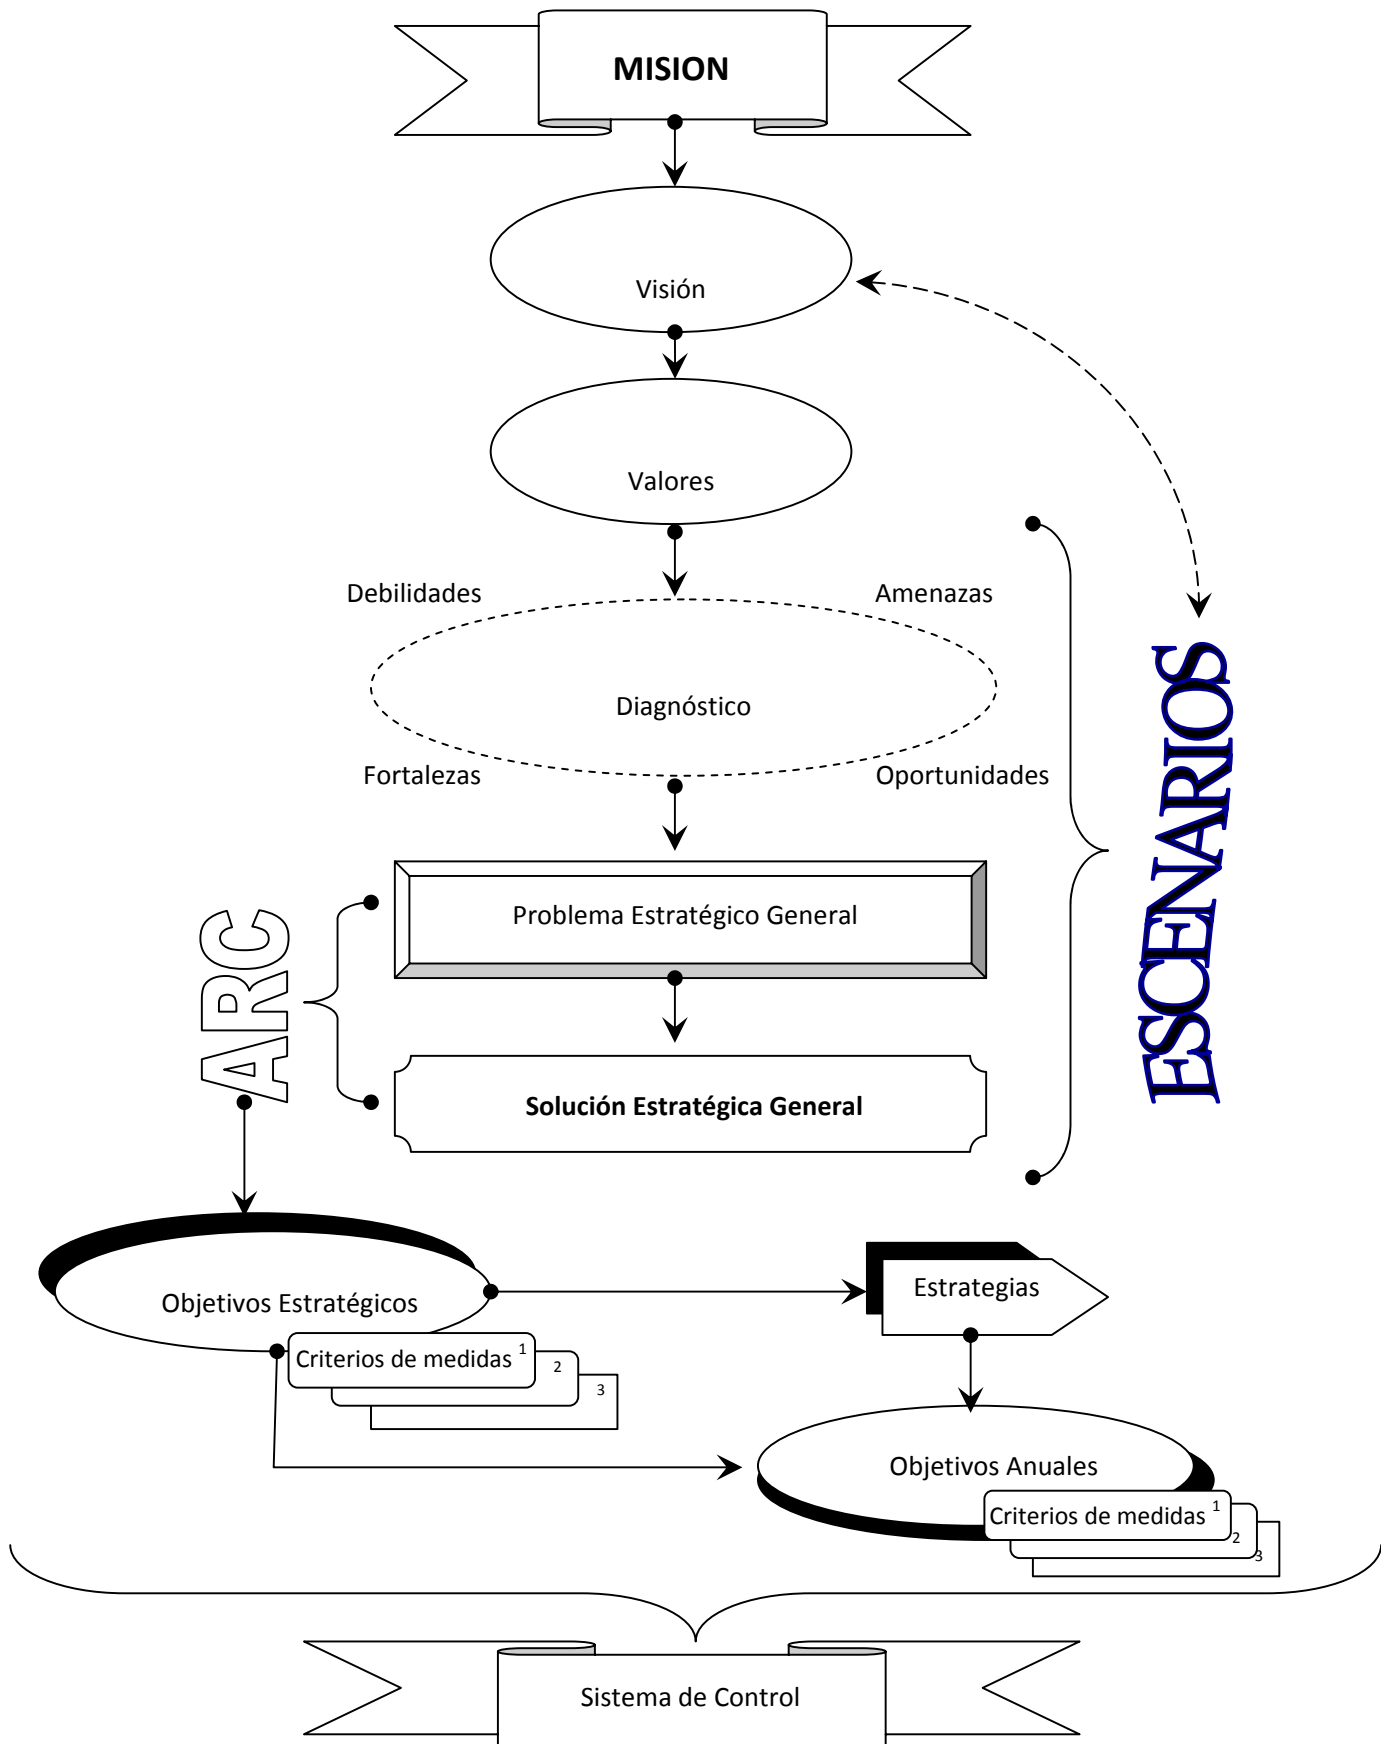 MISION
Visión
Valores
Debilidades
Amenazas
Diagnóstico
Fortalezas
Oportunidades
ESCENARIOS
Problema Estratégico General
ARC
Solución Estratégica General
Objetivos Estratégicos
Estrategias
Criterios de medidas 1
2
3
Objetivos Anuales
Criterios de medidas 1
2
3
Sistema de Control